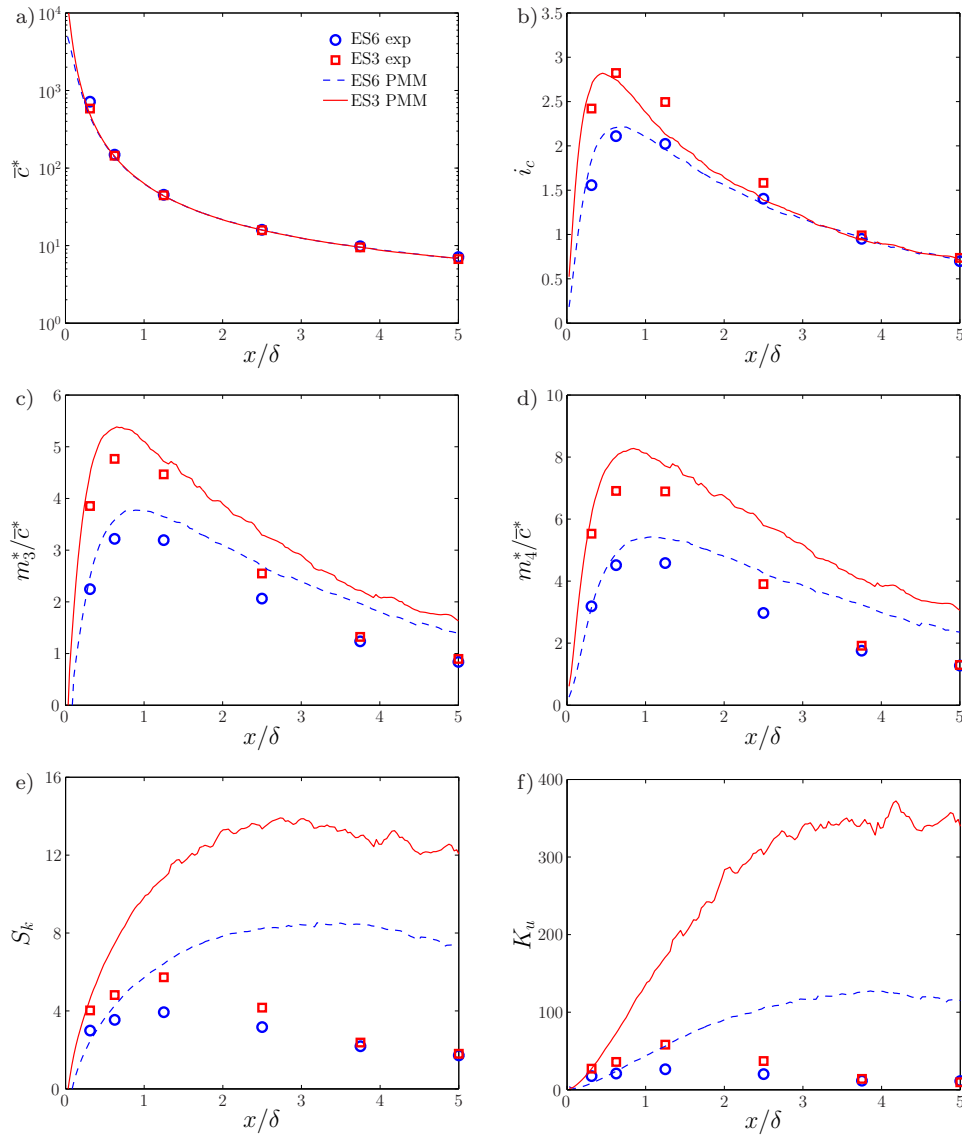 a)
10^4
10^3
10^2
10^1
10^0
c̅*
0 1 2 3 4 5
x/δ
ES6 exp
ES3 exp
ES6 PMM
ES3 PMM
b)
3.5
3
2.5
2
1.5
1
0.5
0
i_c
0 1 2 3 4 5
x/δ
c)
6
5
4
3
2
1
0
m_3^*/c̅*
0 1 2 3 4 5
x/δ
d)
10
8
6
4
2
0
m_4^*/c̅*
0 1 2 3 4 5
x/δ
e)
16
12
8
4
0
S_k
0 1 2 3 4 5
x/δ
f)
400
300
200
100
0
K_u
0 1 2 3 4 5
x/δ